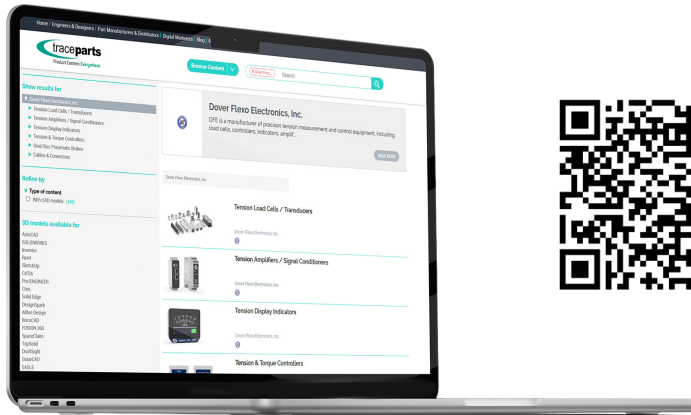 Home | Engineers & Designers | Part Manufacturers & Distributors | Digital Marketers | Blog | A
traceparts
Product Content Everywhere
Browse Content
Dover Flexo
Search
Show results for
Dover Flexo Electronics, Inc.
Tension Load Cells / Transducers
Tension Amplifiers / Signal Conditioners
Tension Display Indicators
Tension & Torque Controllers
Dual Disc Pneumatic Brakes
Cables & Connectors
Refine by
Type of content
With CAD models
3D models available for
AutoCAD
SOLIDWORKS
Inventor
Revit
SketchUp
CATIA
Pro/ENGINEER
Creo
Solid Edge
DesignSpark
Alibre Design
BricsCAD
FUSION 360
SpaceClaim
TopSolid
DraftSight
GstarCAD
EAGLE
Dover Flexo Electronics, Inc.
DFE is a manufacturer of precision tension measurement and control equipment, including
load cells, controllers, indicators, amplif...
READ MORE
Dover Flexo Electronics, Inc.
Tension Load Cells / Transducers
Dover Flexo Electronics, Inc.
Tension Amplifiers / Signal Conditioners
Dover Flexo Electronics, Inc.
Tension Display Indicators
Dover Flexo Electronics, Inc.
Tension & Torque Controllers